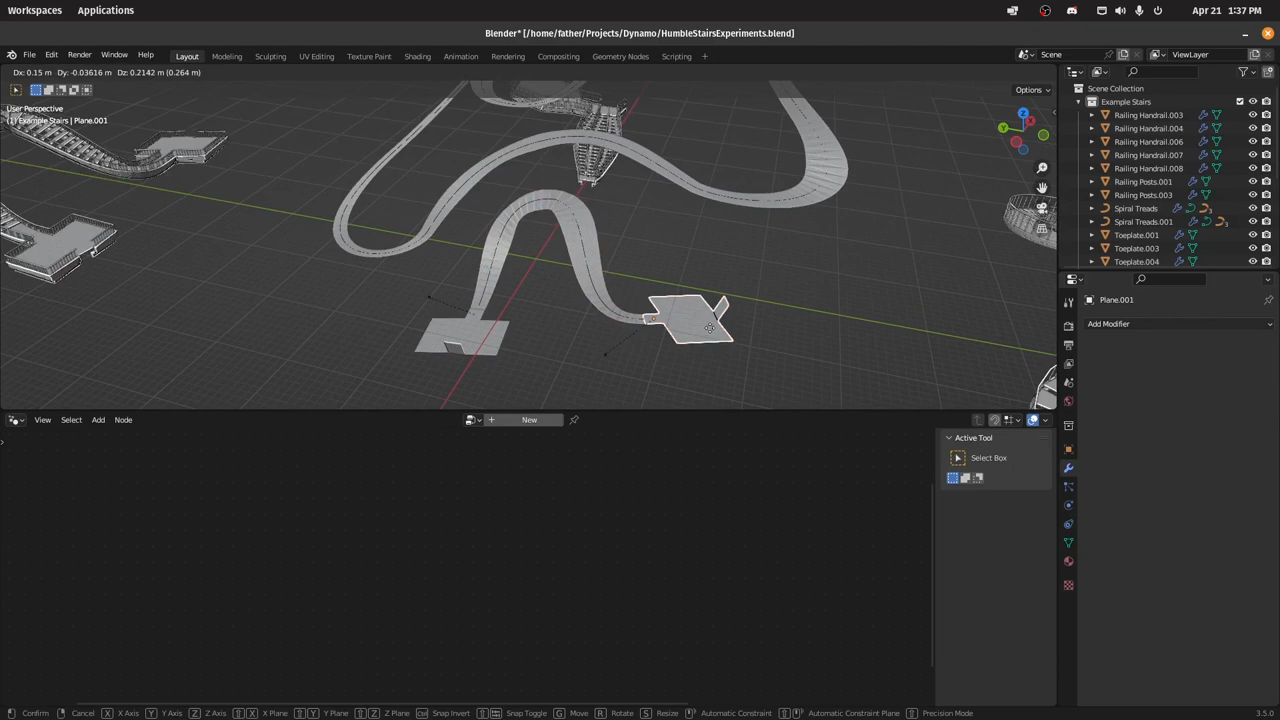 Workspaces Applications Apr 21 1:37 PM
Blender* [/home/father/Projects/Dynamo/HumbleStairsExperiments.blend]
File Edit Render Window Help Layout Modeling Sculpting UV Editing Texture Paint Shading Animation Rendering Compositing Geometry Nodes Scripting + Scene ViewLayer
Dx: 0.15 m Dy: -0.03616 m Dz: 0.2142 m (0.264 m)
Options
User Perspective
(1) Example Stairs | Plane.001
Z
X
Y
Scene Collection
Example Stairs
Railing Handrail.003
Railing Handrail.004
Railing Handrail.006
Railing Handrail.007
Railing Handrail.008
Railing Posts.001
Railing Posts.003
Spiral Treads
3
Spiral Treads.001
3
Toeplate.001
Toeplate.003
Toeplate.004
Plane.001
Add Modifier
View Select Add Node + New
Active Tool
Select Box
Confirm Cancel X X Axis Y Y Axis Z Z Axis X X Plane Y Y Plane Z Z Plane Ctrl Snap Invert Snap Toggle G Move R Rotate S Resize Automatic Constraint Automatic Constraint Plane Precision Mode 3.5.0